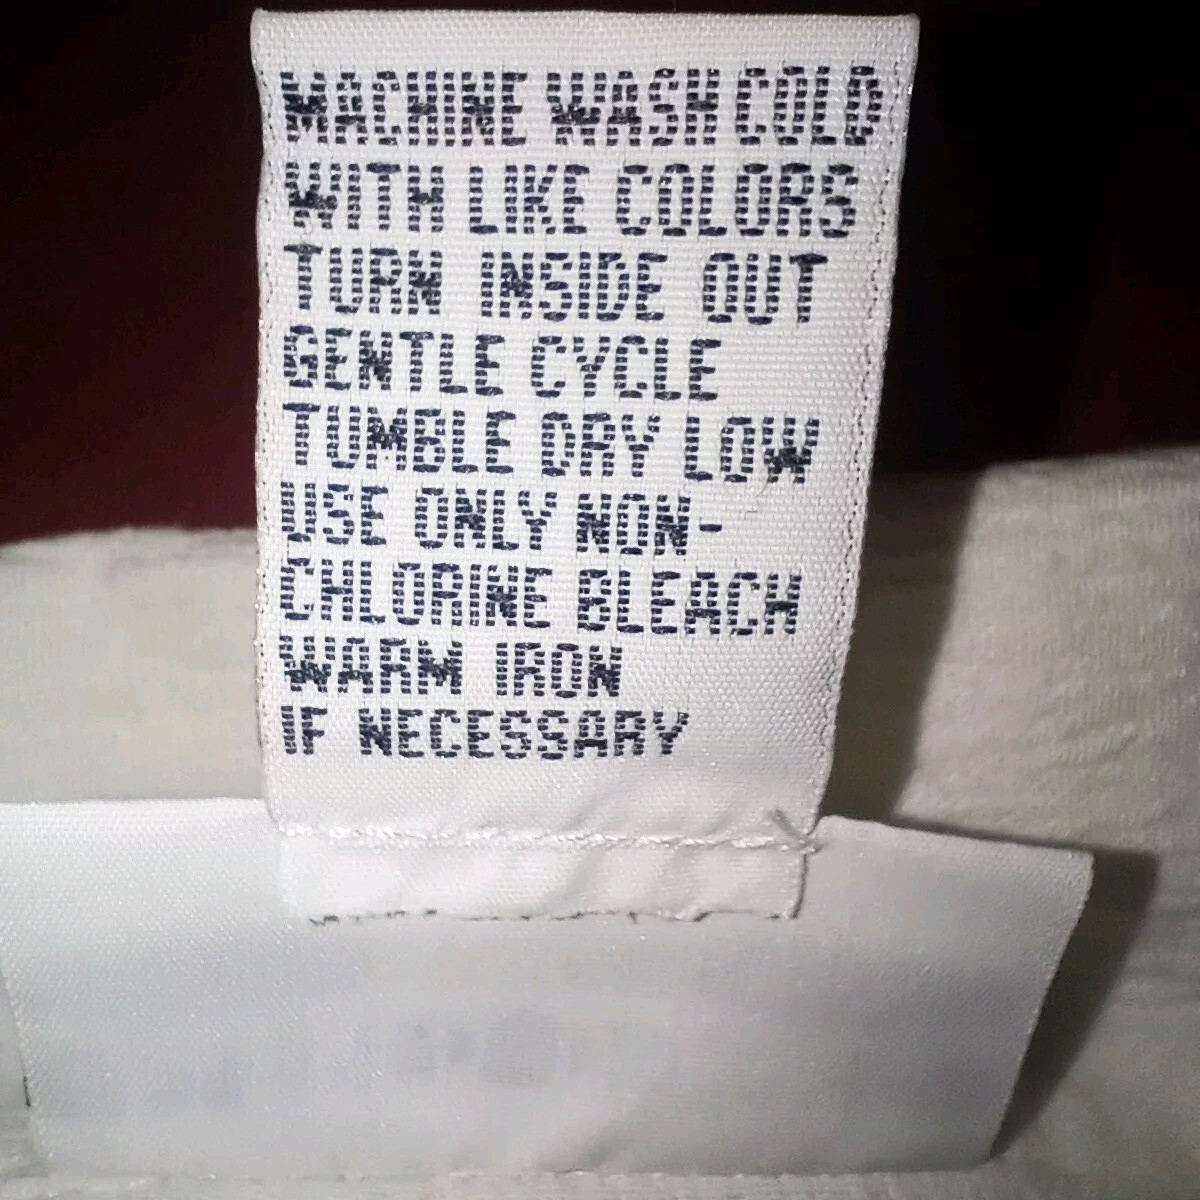 MACHINE WASH COLD
WITH LIKE COLORS
TURN INSIDE OUT
GENTLE CYCLE
TUMBLE DRY LOW
USE ONLY NON-
CHLORINE BLEACH
WARM IRON
IF NECESSARY